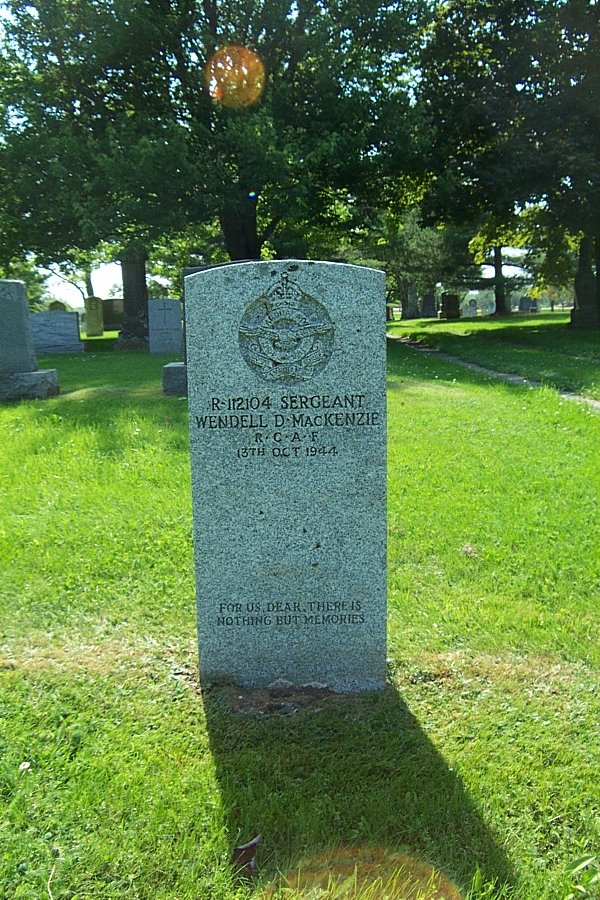 R·112104 SERGEANT
WENDELL D·MACKENZIE
R·C·A·F·
13TH OCT 1944
FOR US, DEAR, THERE IS
NOTHING BUT MEMORIES